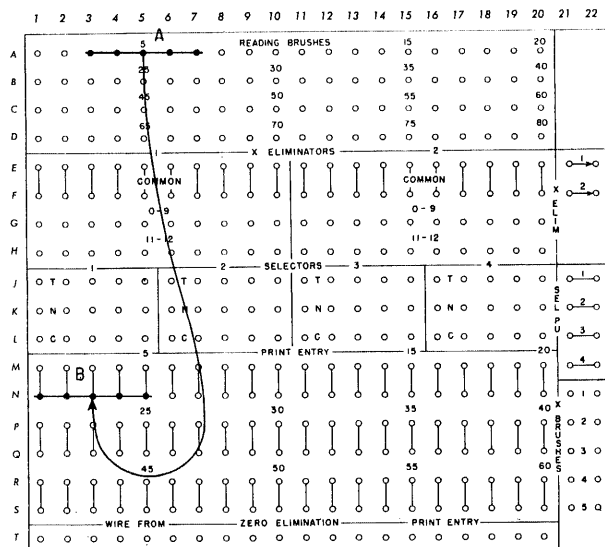 1 2 3 4 5 6 7 8 9 10 11 12 13 14 15 16 17 18 19 20 21 22
A
5 READING BRUSHES 15 20
A
25 30 35 40
B
45 50 55 60
C
65 70 75 80
D
1 X ELIMINATORS 2
E 1
COMMON COMMON
F 2
0-9 0-9
G
11-12 11-12
H
X ELIM
1 2 SELECTORS 3 4
J T T T T 1
K N N N N 2
L C C C C 3
SEL PU
5 PRINT ENTRY 15 20
M 4
B
N 1
25 30 35 40
P 2
Q 3
45 50 55 60
R 4
S 5
X BRUSHES
WIRE FROM ZERO ELIMINATION PRINT ENTRY
T